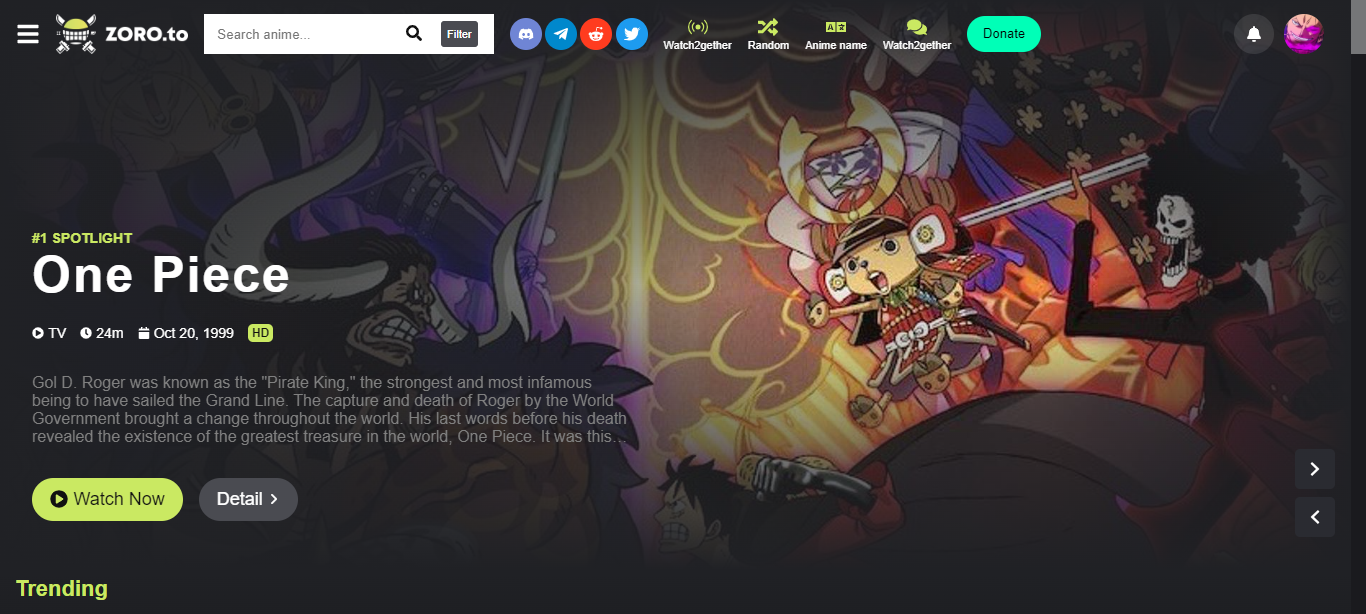 ZORO.to
Search anime...
Filter
Watch2gether
Random
Anime name
Watch2gether
Donate
#1 SPOTLIGHT
One Piece
TV 24m Oct 20, 1999 HD
Gol D. Roger was known as the "Pirate King," the strongest and most infamous
being to have sailed the Grand Line. The capture and death of Roger by the World
Government brought a change throughout the world. His last words before his death
revealed the existence of the greatest treasure in the world, One Piece. It was this…
Watch Now
Detail
Trending